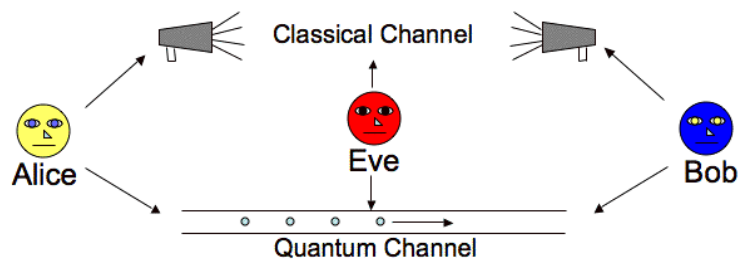 Classical Channel
Alice
Eve
Bob
Quantum Channel